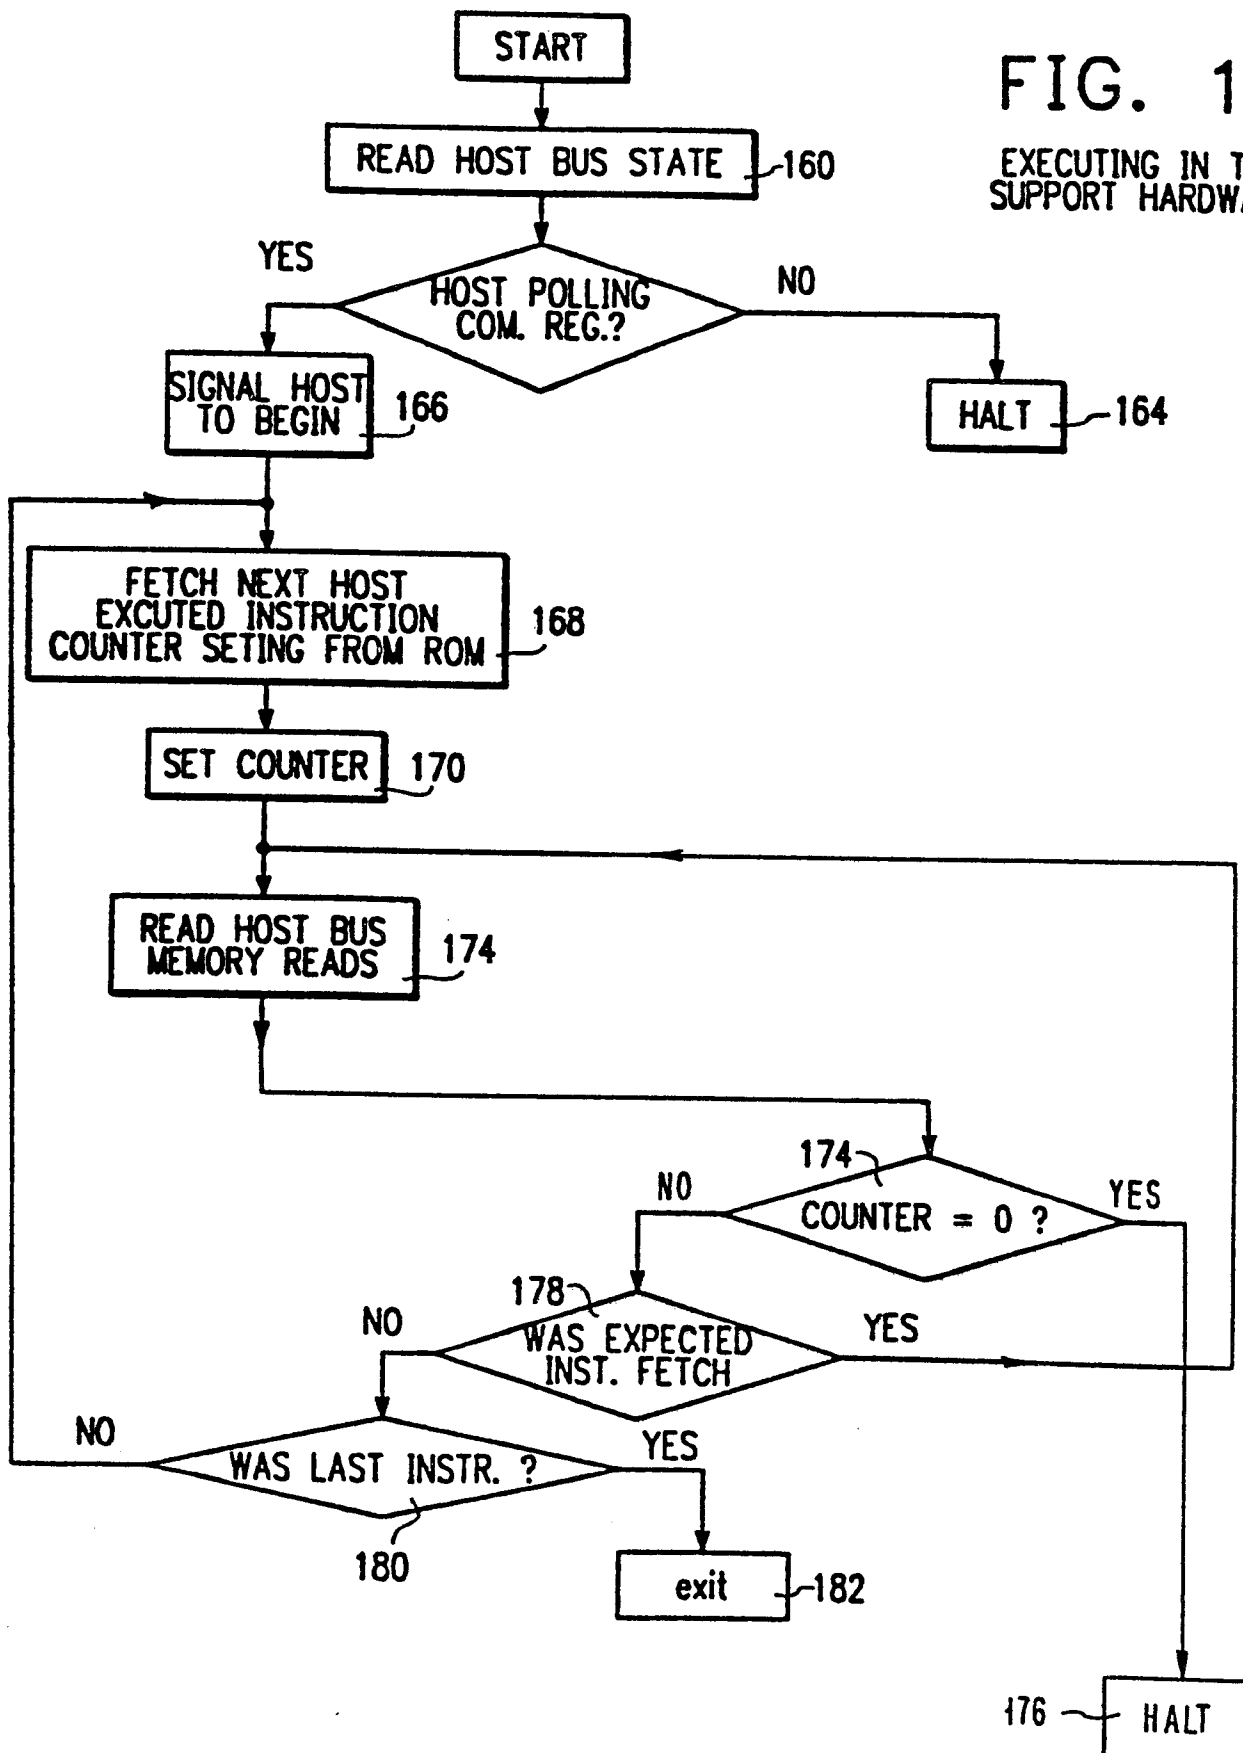 START
FIG. 1
READ HOST BUS STATE
160
EXECUTING IN T
SUPPORT HARDWA
YES
HOST POLLING
COM. REG.?
NO
SIGNAL HOST
TO BEGIN
166
HALT
164
FETCH NEXT HOST
EXCUTED INSTRUCTION
COUNTER SETING FROM ROM
168
SET COUNTER
170
READ HOST BUS
MEMORY READS
174
174
NO
COUNTER = 0 ?
YES
178
NO
WAS EXPECTED
INST. FETCH
YES
NO
WAS LAST INSTR. ?
YES
180
exit
182
176
HALT